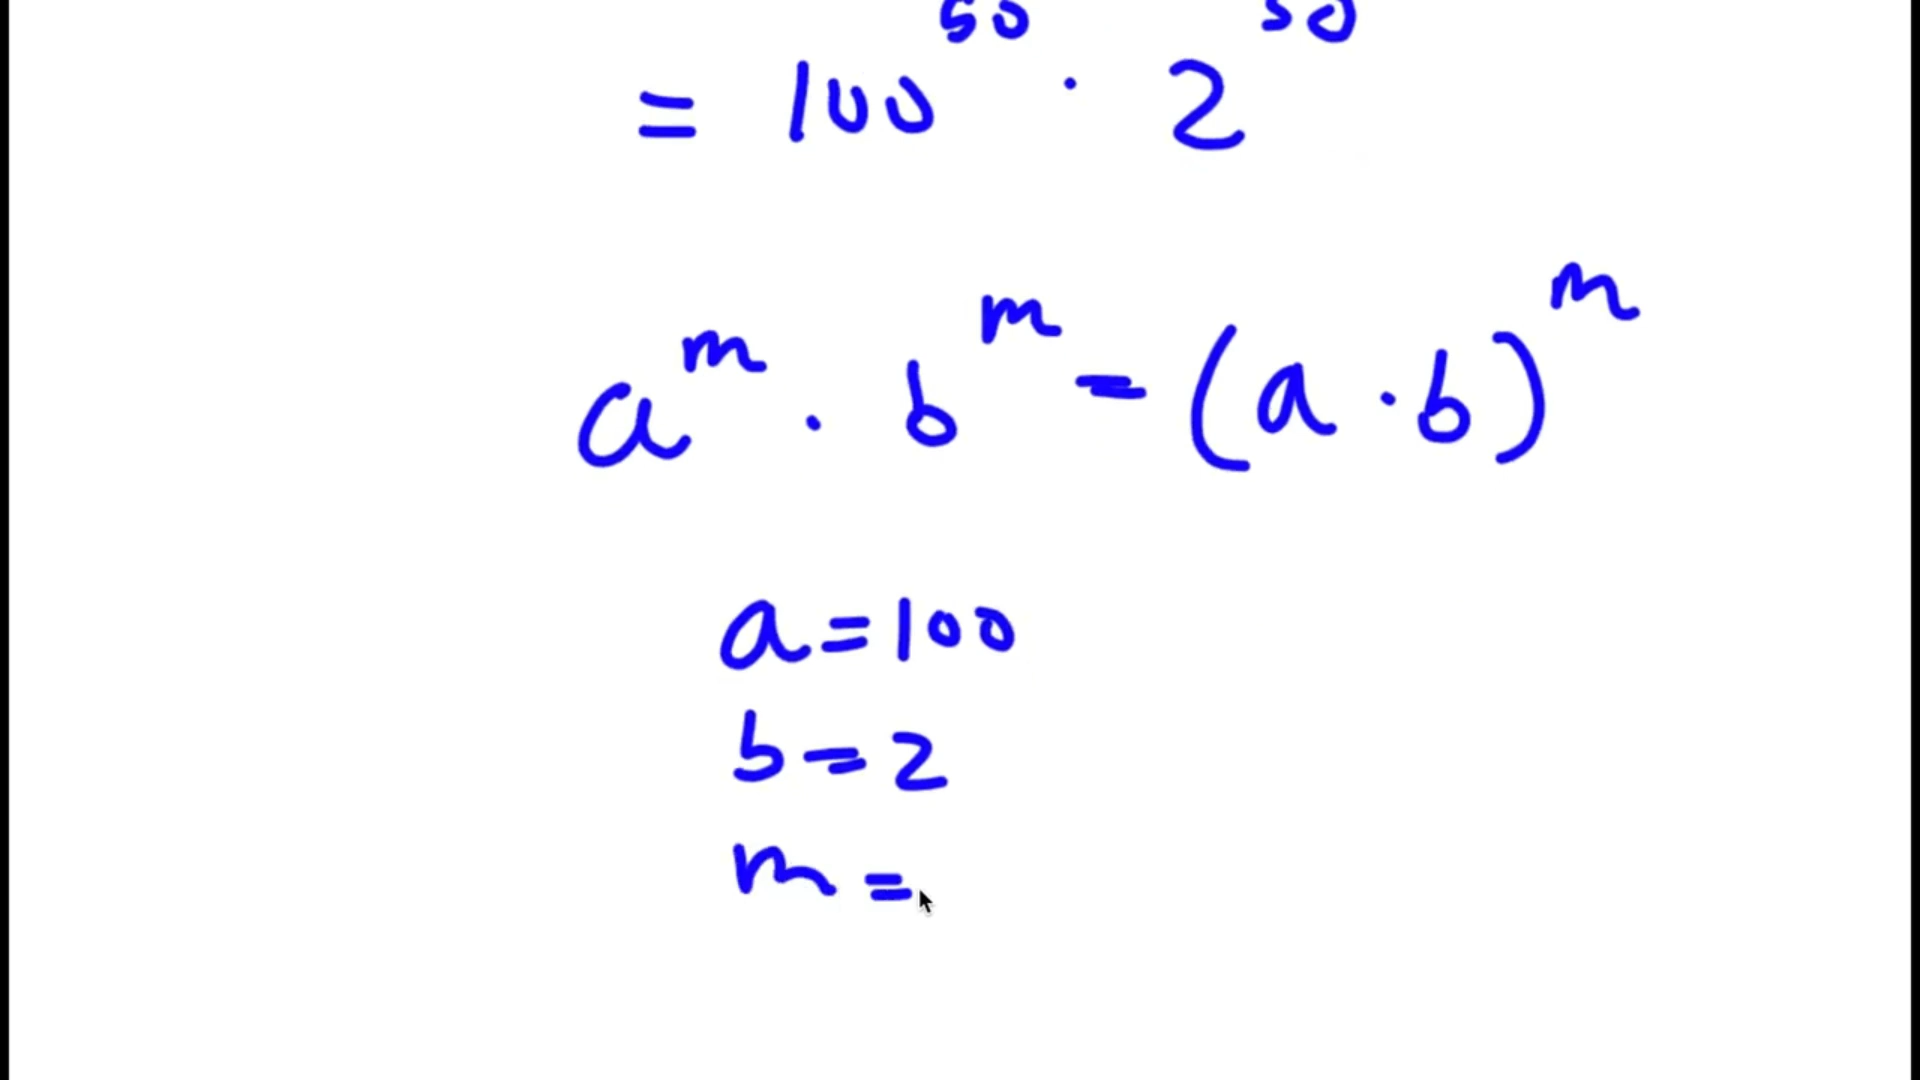 = 100^50 · 2^50
a^m · b^m = (a · b)^m
a = 100
b = 2
m =